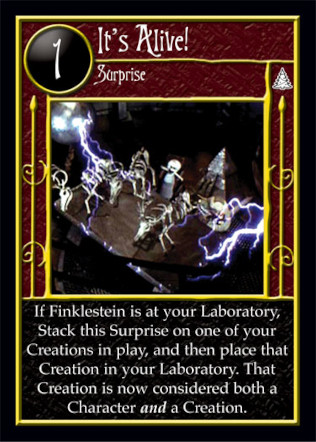 1
It's Alive!
Surprise
If Finklestein is at your Laboratory,
Stack this Surprise on one of your
Creations in play, and then place that
Creation in your Laboratory. That
Creation is now considered both a
Character and a Creation.